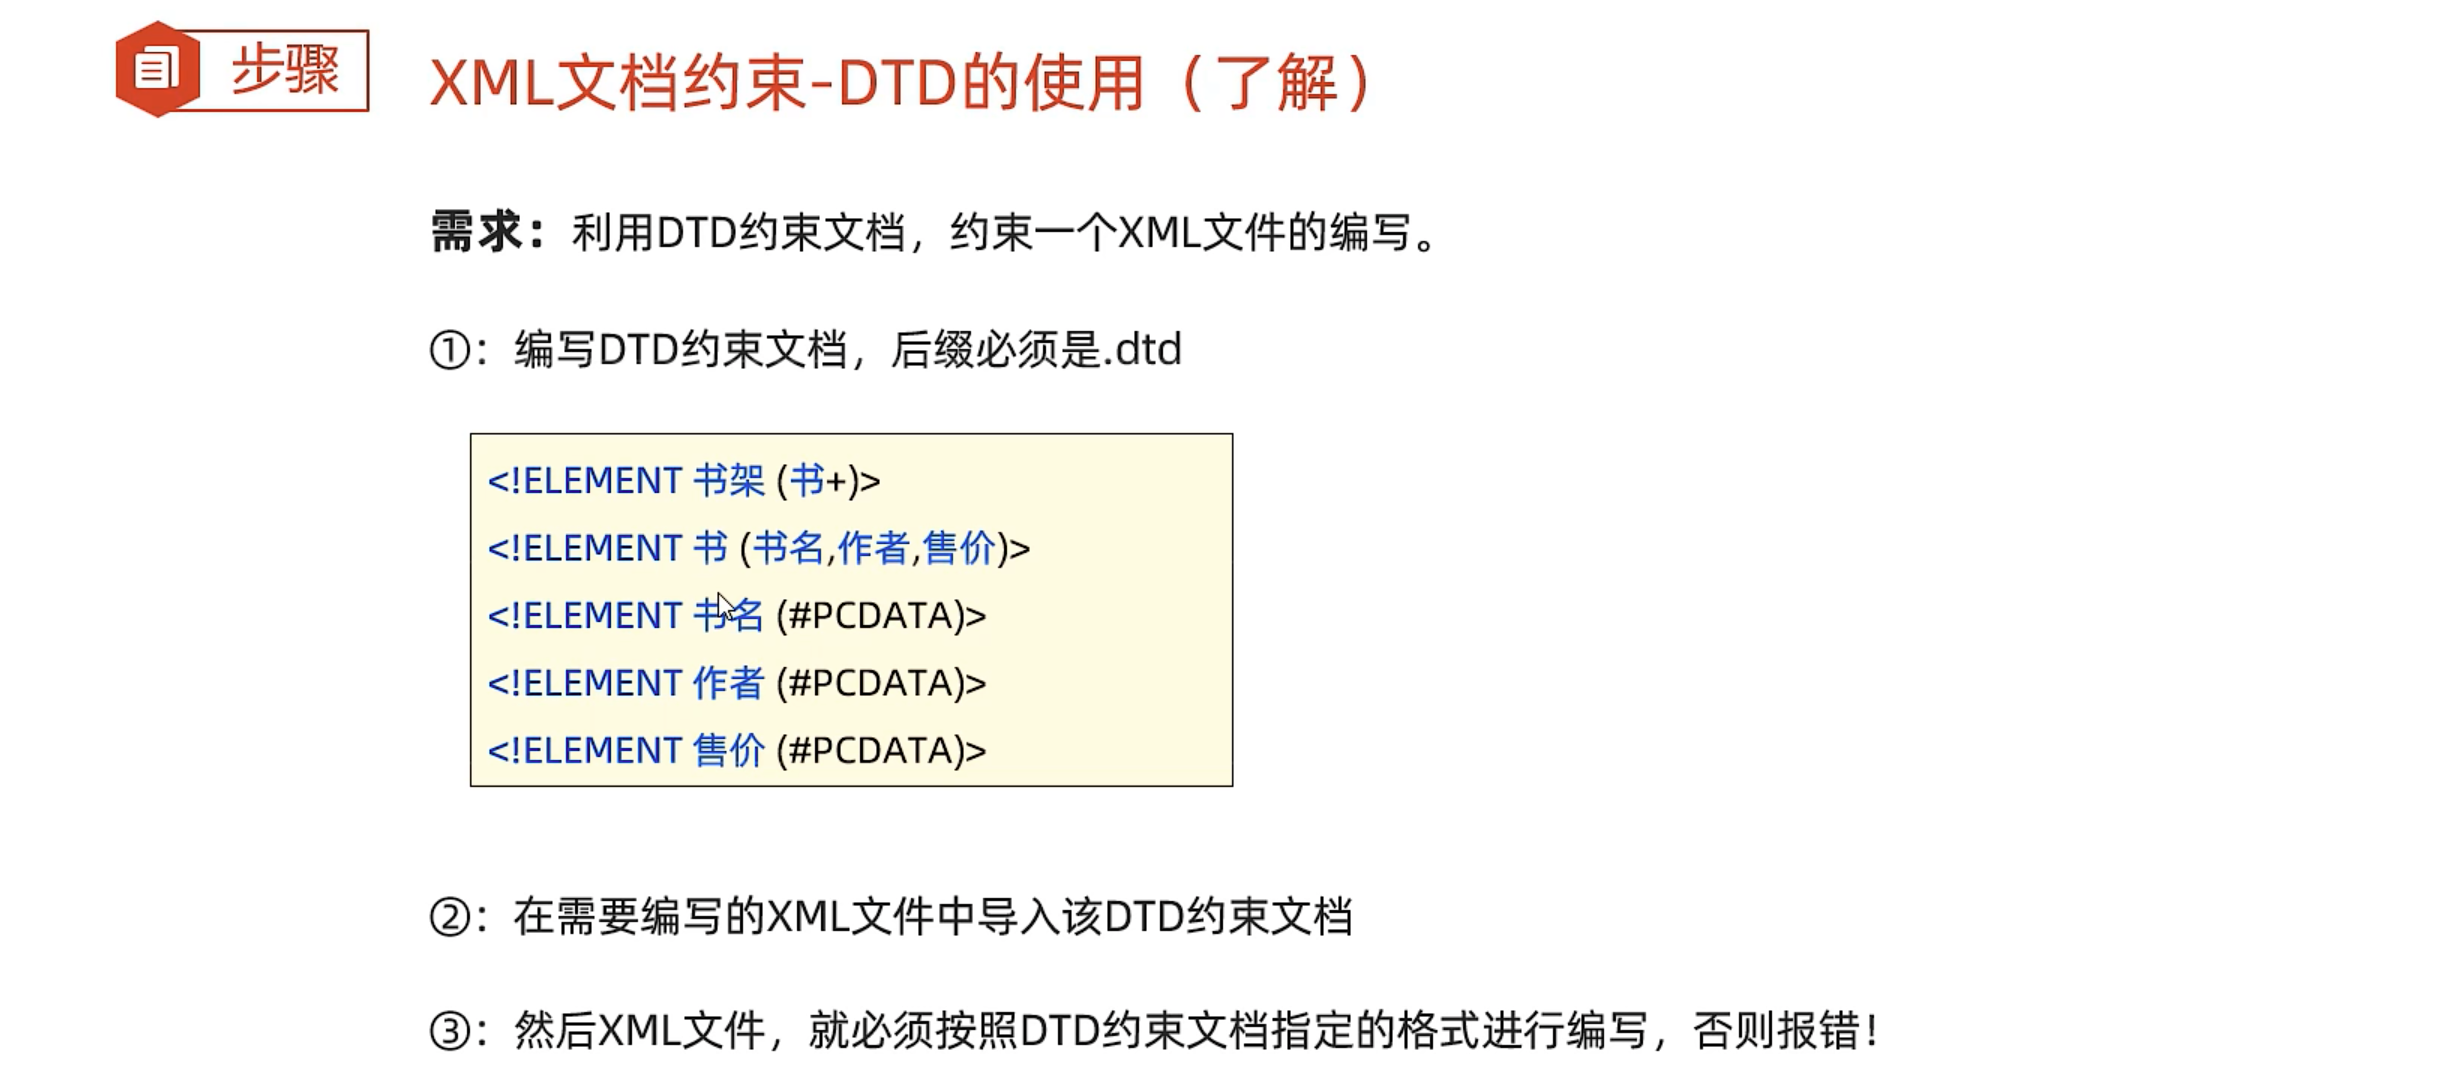 步骤
XML文档约束-DTD的使用（了解）
需求：利用DTD约束文档，约束一个XML文件的编写。
①：编写DTD约束文档，后缀必须是.dtd
<!ELEMENT 书架 (书+)>
<!ELEMENT 书 (书名,作者,售价)>
<!ELEMENT 书名 (#PCDATA)>
<!ELEMENT 作者 (#PCDATA)>
<!ELEMENT 售价 (#PCDATA)>
②：在需要编写的XML文件中导入该DTD约束文档
③：然后XML文件，就必须按照DTD约束文档指定的格式进行编写，否则报错！